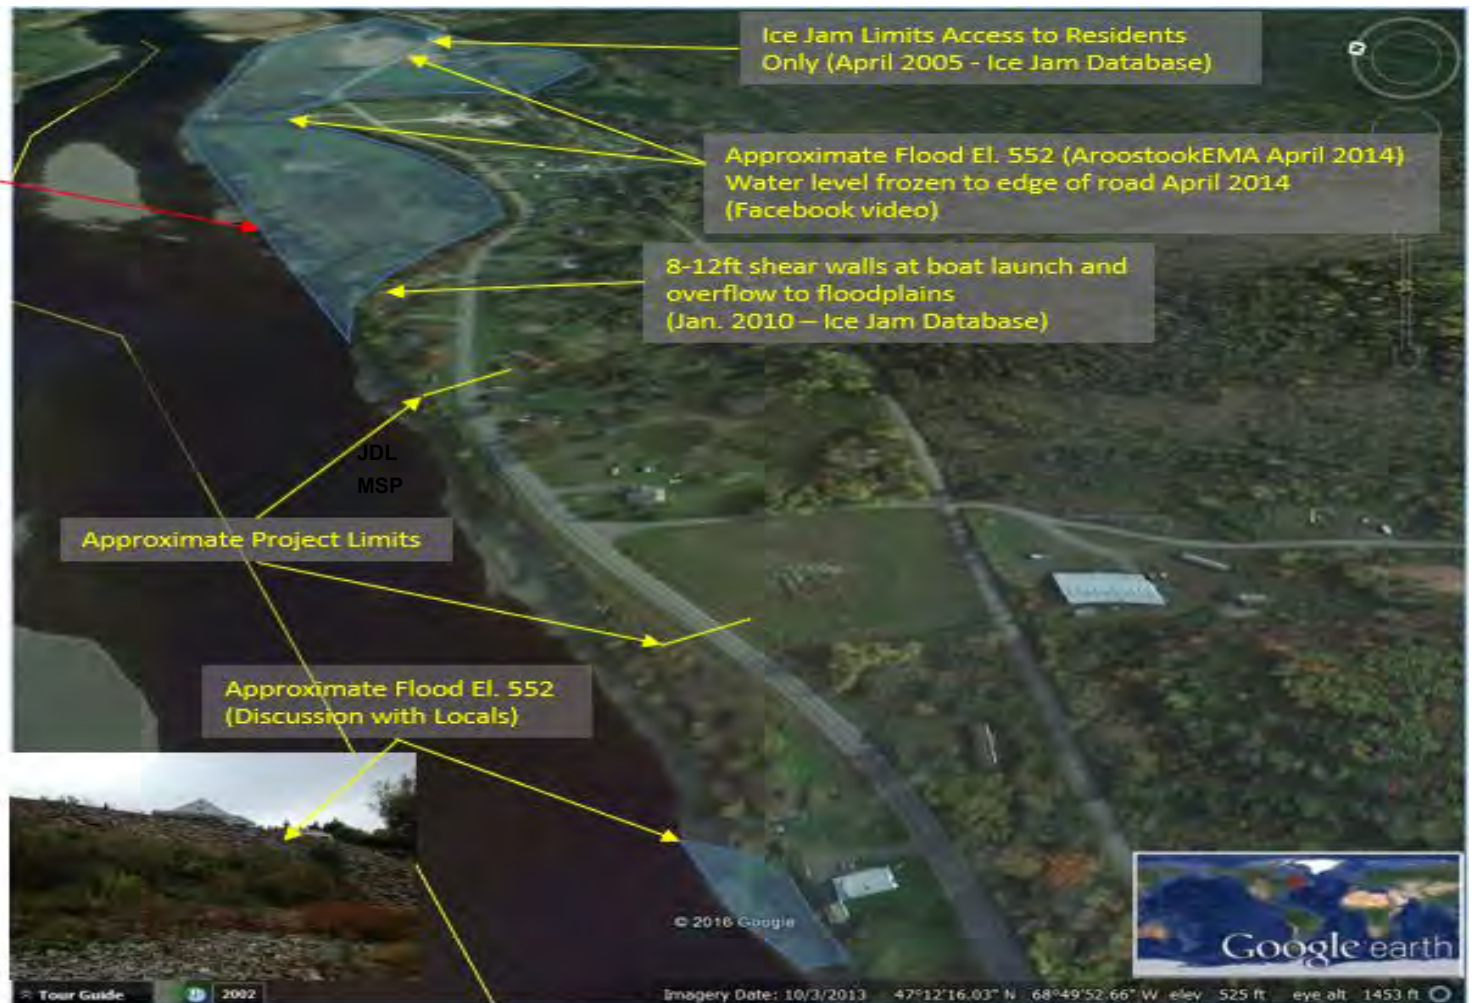 Ice Jam Limits Access to Residents
Only (April 2005 - Ice Jam Database)
Approximate Flood El. 552 (AroostookEMA April 2014)
Water level frozen to edge of road April 2014
(Facebook video)
8-12ft shear walls at boat launch and
overflow to floodplains
(Jan. 2010 – Ice Jam Database)
JDL
MSP
Approximate Project Limits
Approximate Flood El. 552
(Discussion with Locals)
© 2016 Google
Google earth
Tour Guide
2002
Imagery Date: 10/3/2013 47°12'16.03" N 68°49'52.66" W elev 525 ft eye alt 1453 ft